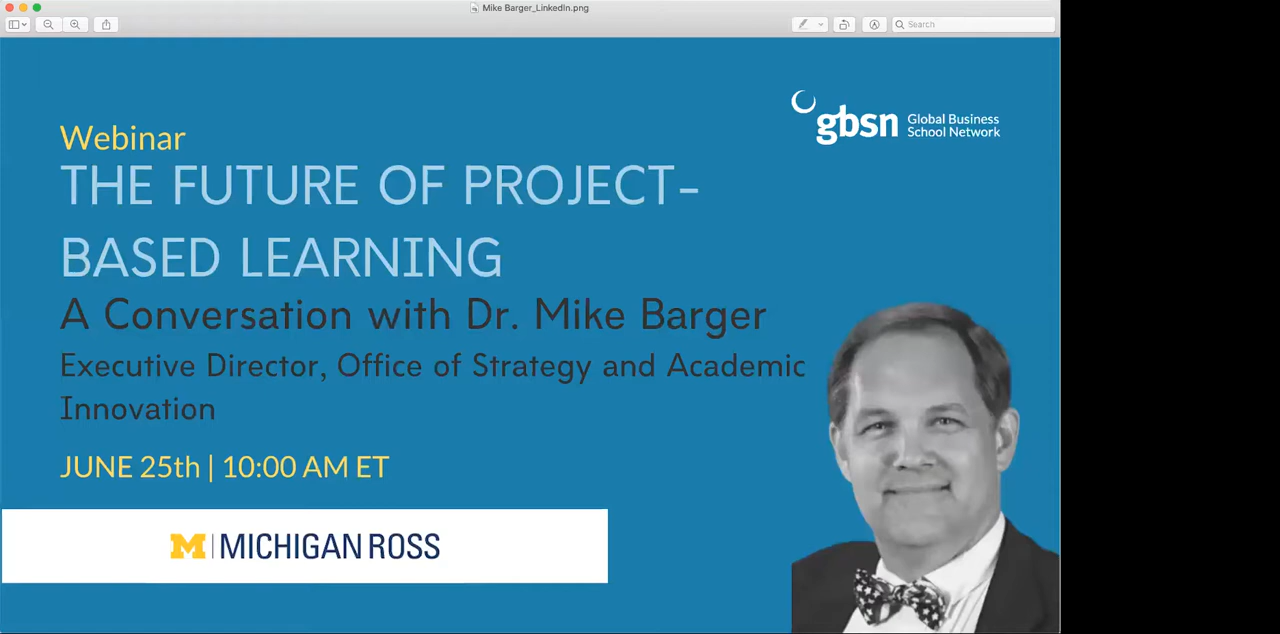 Mike Barger_LinkedIn.png
Search
gbsn Global Business
School Network
Webinar
THE FUTURE OF PROJECT-
BASED LEARNING
A Conversation with Dr. Mike Barger
Executive Director, Office of Strategy and Academic
Innovation
JUNE 25th | 10:00 AM ET
M | MICHIGAN ROSS